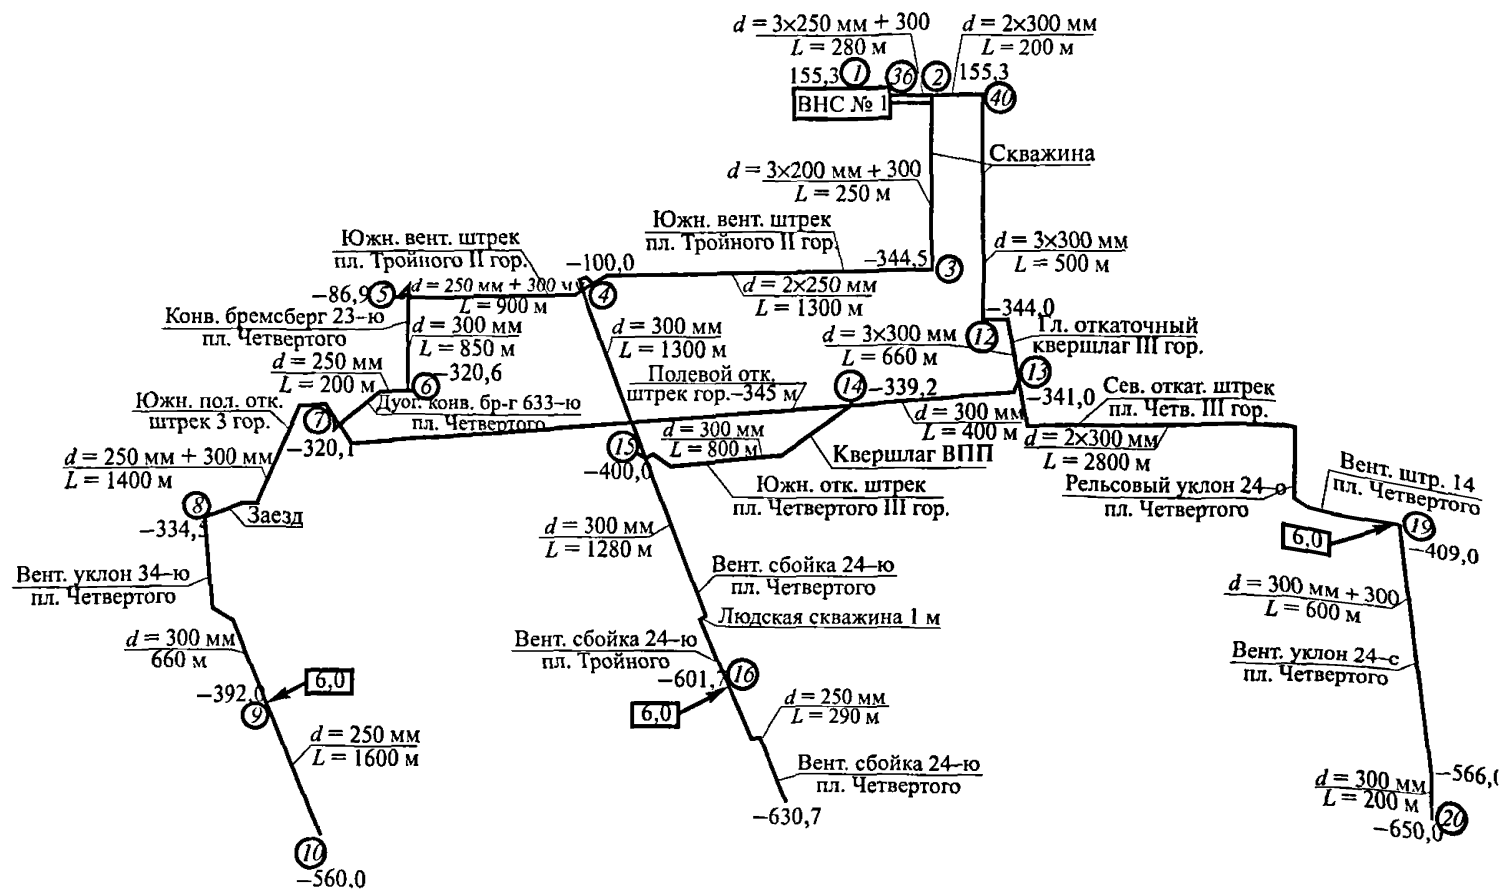 d = 3×250 мм + 300
L = 280 м
d = 2×300 мм
L = 200 м
155,3
1
36
2
155,3
40
ВНС № 1
Скважина
d = 3×200 мм + 300
L = 250 м
Южн. вент. штрек
пл. Тройного II гор.
−344,5
3
d = 3×300 мм
L = 500 м
Южн. вент. штрек
пл. Тройного II гор.
−100,0
−86,9
5
d = 250 мм + 300 м
L = 900 м
4
d = 2×250 мм
L = 1300 м
−344,0
12
Гл. откаточный
квершлаг III гор.
Конв. бремсберг 23–ю
пл. Четвертого
d = 300 мм
L = 850 м
d = 300 мм
L = 1300 м
d = 3×300 мм
L = 660 м
13
−341,0
d = 250 мм
L = 200 м
6
−320,6
Полевой отк.
штрек гор.–345 м
14
−339,2
d = 300 мм
L = 400 м
Сев. откат. штрек
пл. Четв. III гор.
d = 2×300 мм
L = 2800 м
Южн. пол. отк.
штрек 3 гор.
7
−320,1
конв. бр-г 633–ю
пл. Четвертого
d = 250 мм + 300 мм
L = 1400 м
15
−400,0
d = 300 мм
L = 800 м
Квершлаг ВПП
Южн. отк. штрек
пл. Четвертого III гор.
Рельсовый уклон 24–о
пл. Четвертого
Вент. штр. 14
пл. Четвертого
8
−334,5
Заезд
d = 300 мм
L = 1280 м
6,0
19
−409,0
Вент. уклон 34–ю
пл. Четвертого
Вент. сбойка 24–ю
пл. Четвертого
Людская скважина 1 м
d = 300 мм + 300
L = 600 м
d = 300 мм
660 м
Вент. сбойка 24–ю
пл. Тройного
−601,7
16
Вент. уклон 24–с
пл. Четвертого
−392,0
9
6,0
6,0
d = 250 мм
L = 290 м
d = 250 мм
L = 1600 м
Вент. сбойка 24–ю
пл. Четвертого
−630,7
−566,0
d = 300 мм
L = 200 м
−650,0
20
10
−560,0